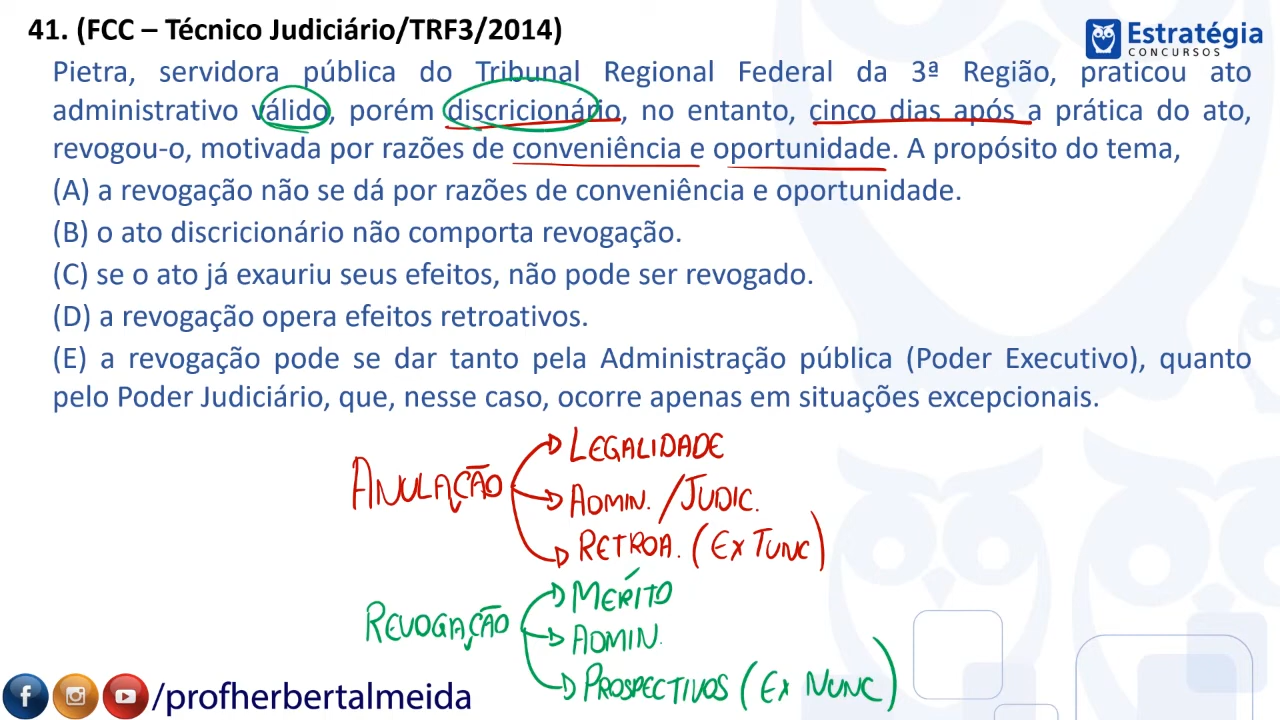 41. (FCC – Técnico Judiciário/TRF3/2014)
Estratégia
CONCURSOS
Pietra, servidora pública do Tribunal Regional Federal da 3ª Região, praticou ato
administrativo válido, porém discricionário, no entanto, cinco dias após a prática do ato,
revogou-o, motivada por razões de conveniência e oportunidade. A propósito do tema,
(A) a revogação não se dá por razões de conveniência e oportunidade.
(B) o ato discricionário não comporta revogação.
(C) se o ato já exauriu seus efeitos, não pode ser revogado.
(D) a revogação opera efeitos retroativos.
(E) a revogação pode se dar tanto pela Administração pública (Poder Executivo), quanto
pelo Poder Judiciário, que, nesse caso, ocorre apenas em situações excepcionais.
LEGALIDADE
ANULAÇÃO
ADMIN. / JUDIC.
RETROA. (EX TUNC)
MÉRITO
REVOGAÇÃO
ADMIN.
PROSPECTIVOS (EX NUNC)
/profherbertalmeida